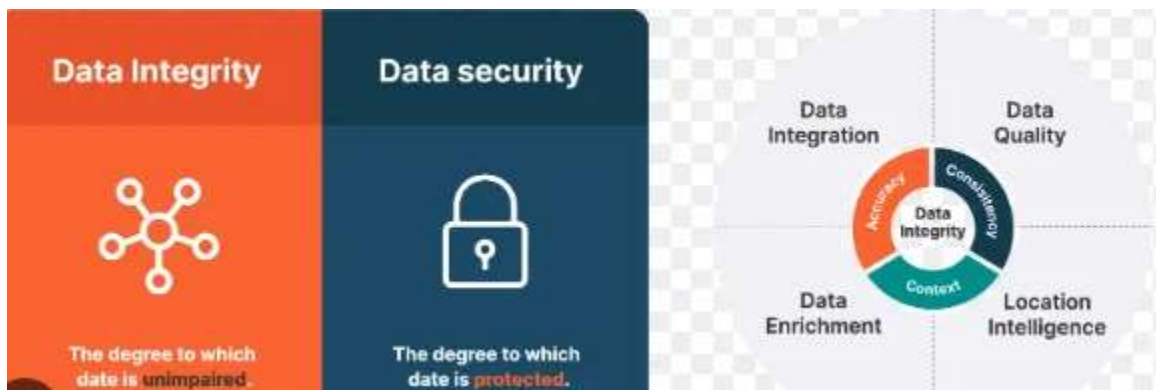 Data Integrity
The degree to which
date is unimpaired.
Data security
The degree to which
date is protected.
Data
Integration
Data
Quality
Accuracy
Consisitency
Context
Data
Integrity
Data
Enrichment
Location
Intelligence